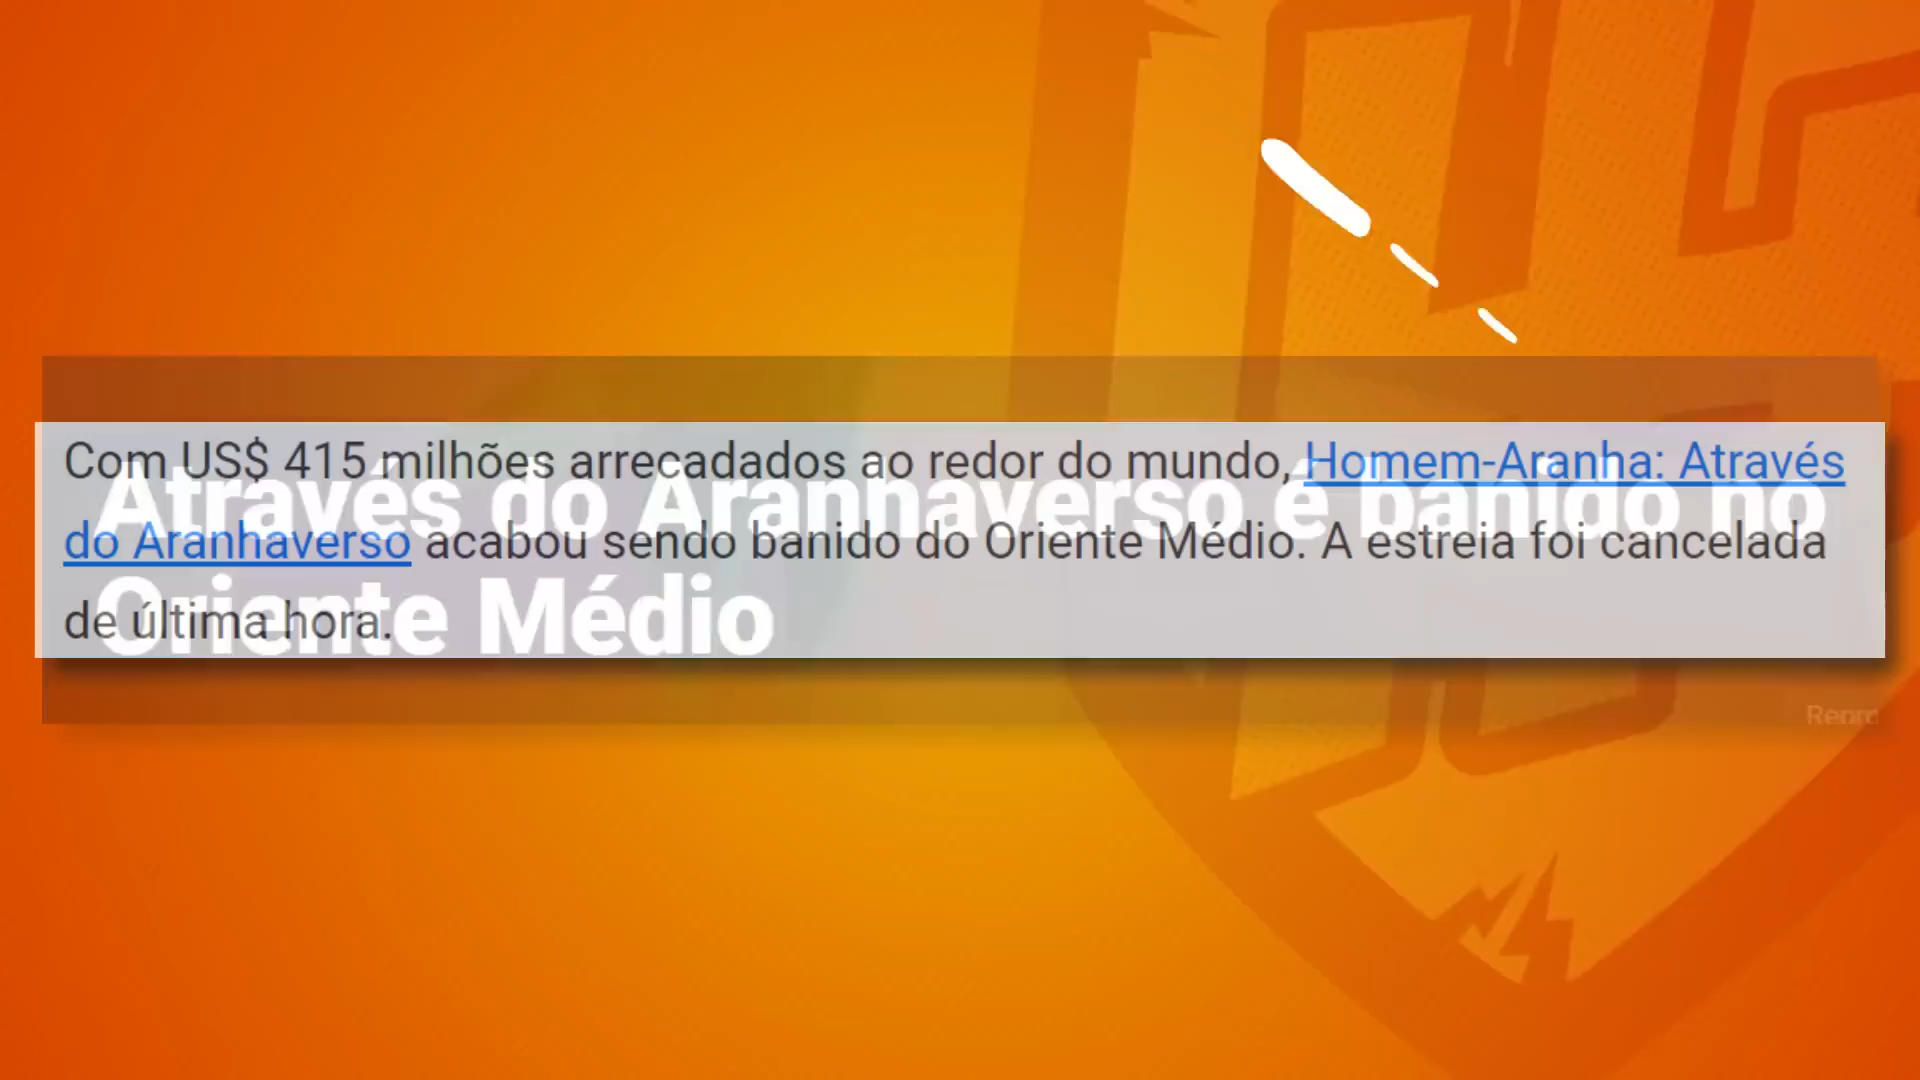 Com US$ 415 milhões arrecadados ao redor do mundo, Homem-Aranha: Através
do Aranhaverso acabou sendo banido do Oriente Médio. A estreia foi cancelada
de última hora.
Através do Aranhaverso é banido no
Oriente Médio